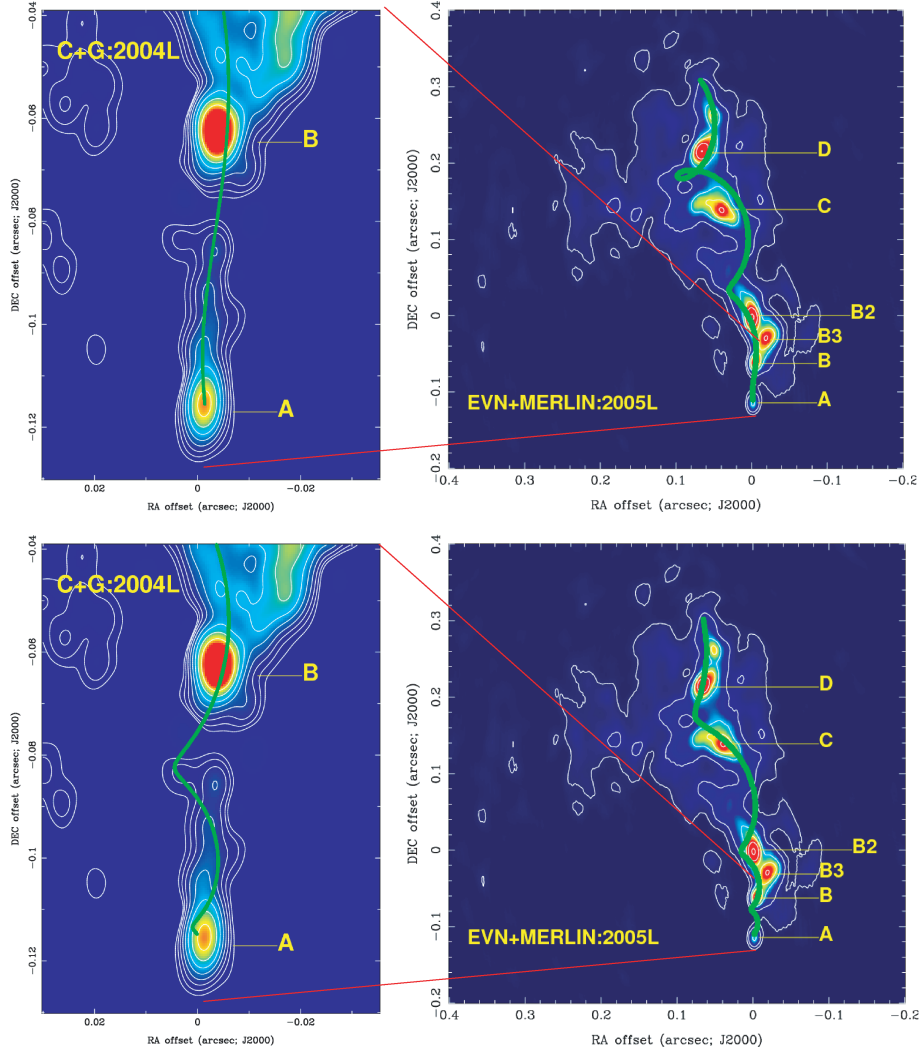 C+G:2004L
B
A
-0.04
-0.06
-0.08
-0.1
-0.12
DEC offset (arcsec; J2000)
0.02
0
-0.02
RA offset (arcsec; J2000)
D
C
B2
B3
B
A
EVN+MERLIN:2005L
0.4
0.3
0.2
0.1
0
-0.1
-0.2
DEC offset (arcsec; J2000)
0.4
0.3
0.2
0.1
0
-0.1
-0.2
RA offset (arcsec; J2000)
C+G:2004L
B
A
-0.04
-0.06
-0.08
-0.1
-0.12
DEC offset (arcsec; J2000)
0.02
0
-0.02
RA offset (arcsec; J2000)
D
C
B2
B3
B
A
EVN+MERLIN:2005L
0.4
0.3
0.2
0.1
0
-0.1
-0.2
DEC offset (arcsec; J2000)
0.4
0.3
0.2
0.1
0
-0.1
-0.2
RA offset (arcsec; J2000)